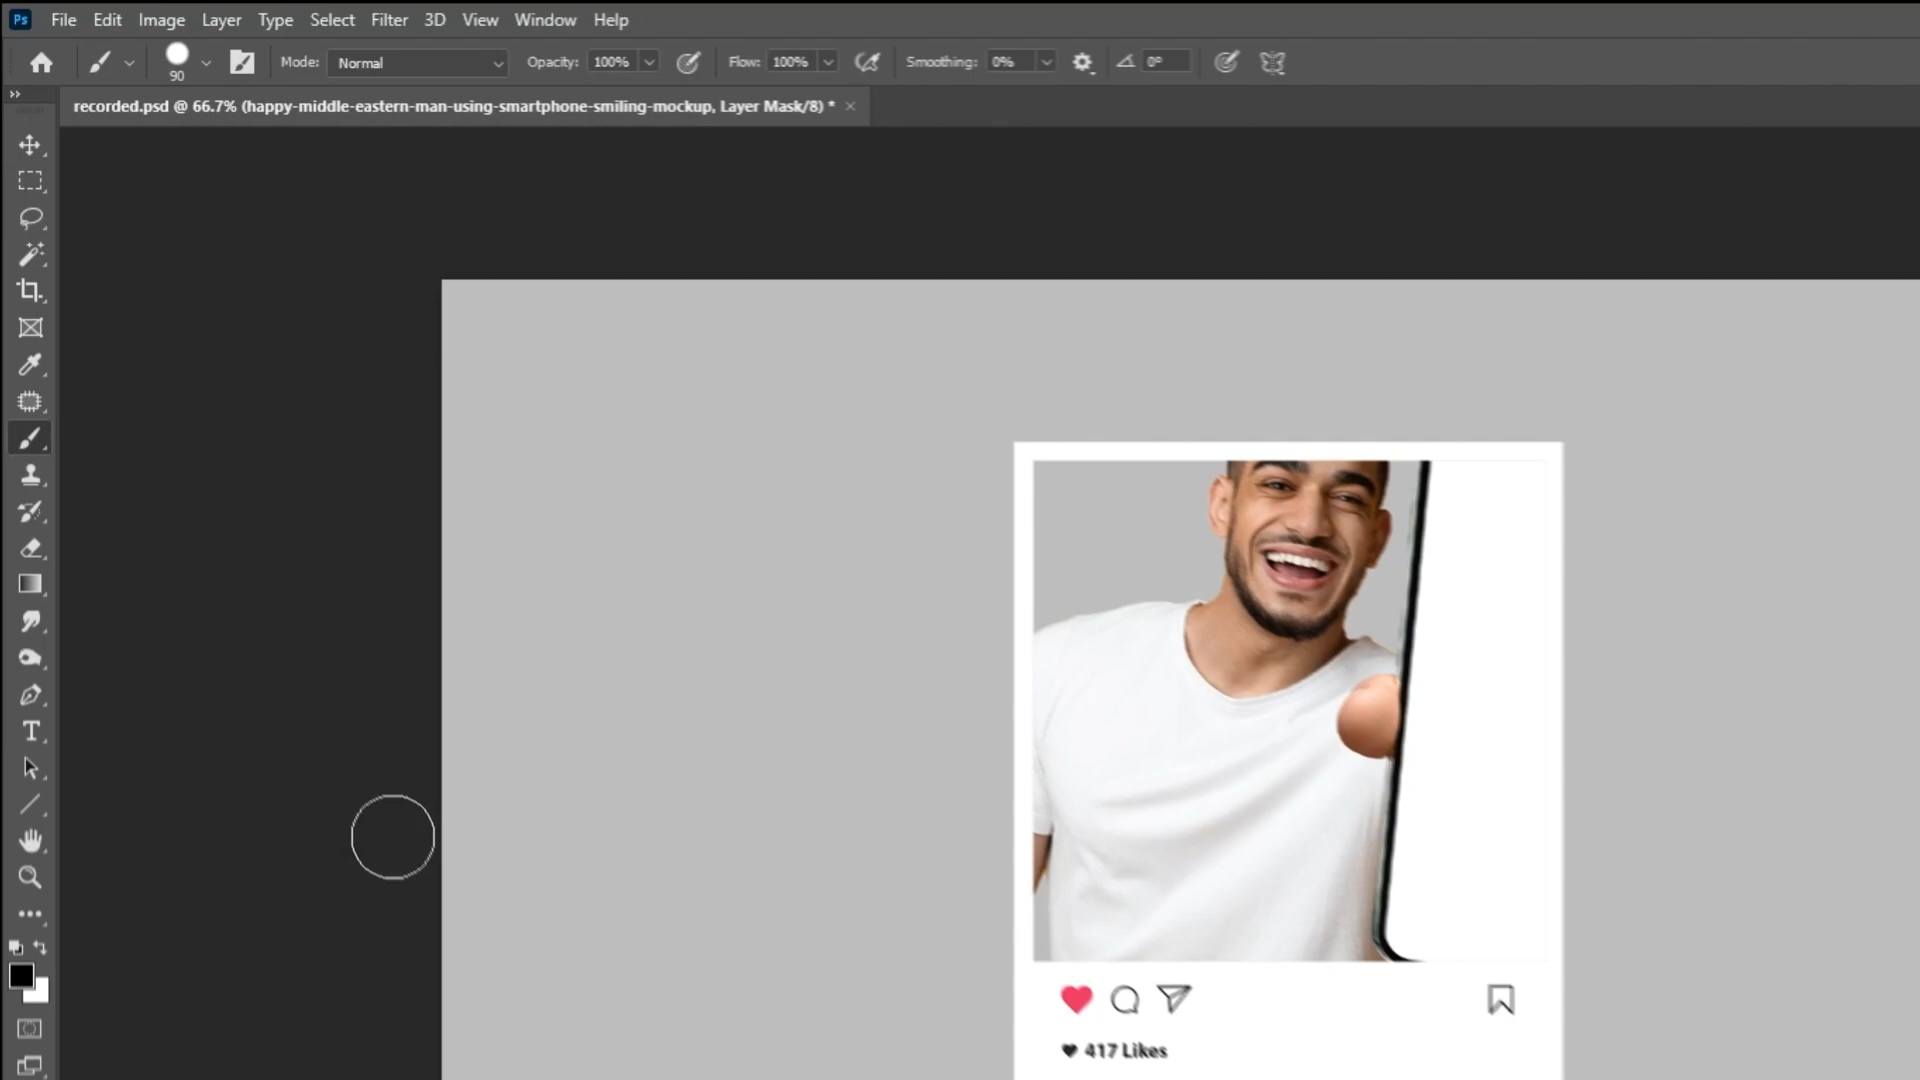 Ps File Edit Image Layer Type Select Filter 3D View Window Help
90 Mode: Normal Opacity: 100% Flow: 100% Smoothing: 0% 0°
recorded.psd @ 66.7% (happy-middle-eastern-man-using-smartphone-smiling-mockup, Layer Mask/8) *
417 Likes